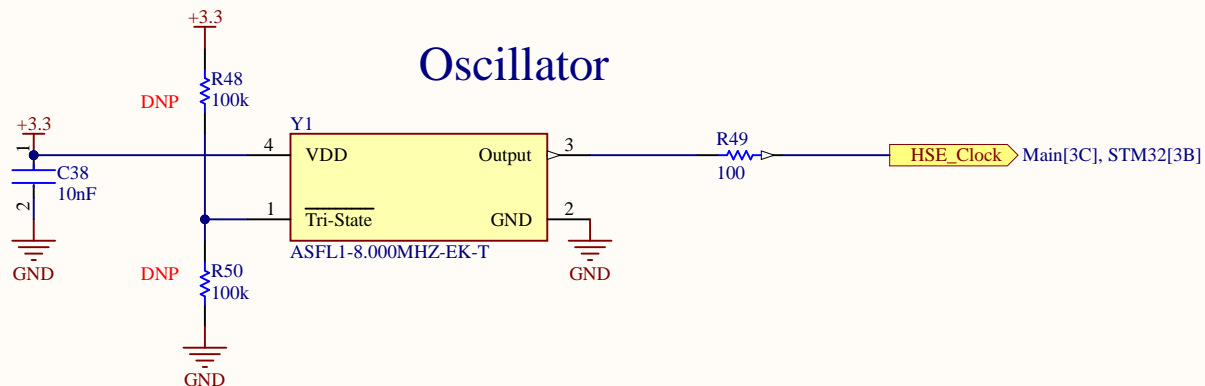 +3.3
Oscillator
R48
100k
DNP
+3.3
1
C38
10nF
2
GND
Y1
4
VDD
Output
3
1
Tri-State
GND
2
ASFL1-8.000MHZ-EK-T
GND
R49
100
HSE_Clock
Main[3C], STM32[3B]
DNP
R50
100k
GND